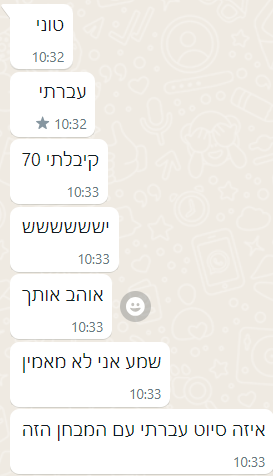 טוני
10:32
עברתי
10:32
קיבלתי 70
10:33
יששששששש
10:33
אוהב אותך
10:33
שמע אני לא מאמין
10:33
איזה סיוט עברתי עם המבחן הזה
10:33